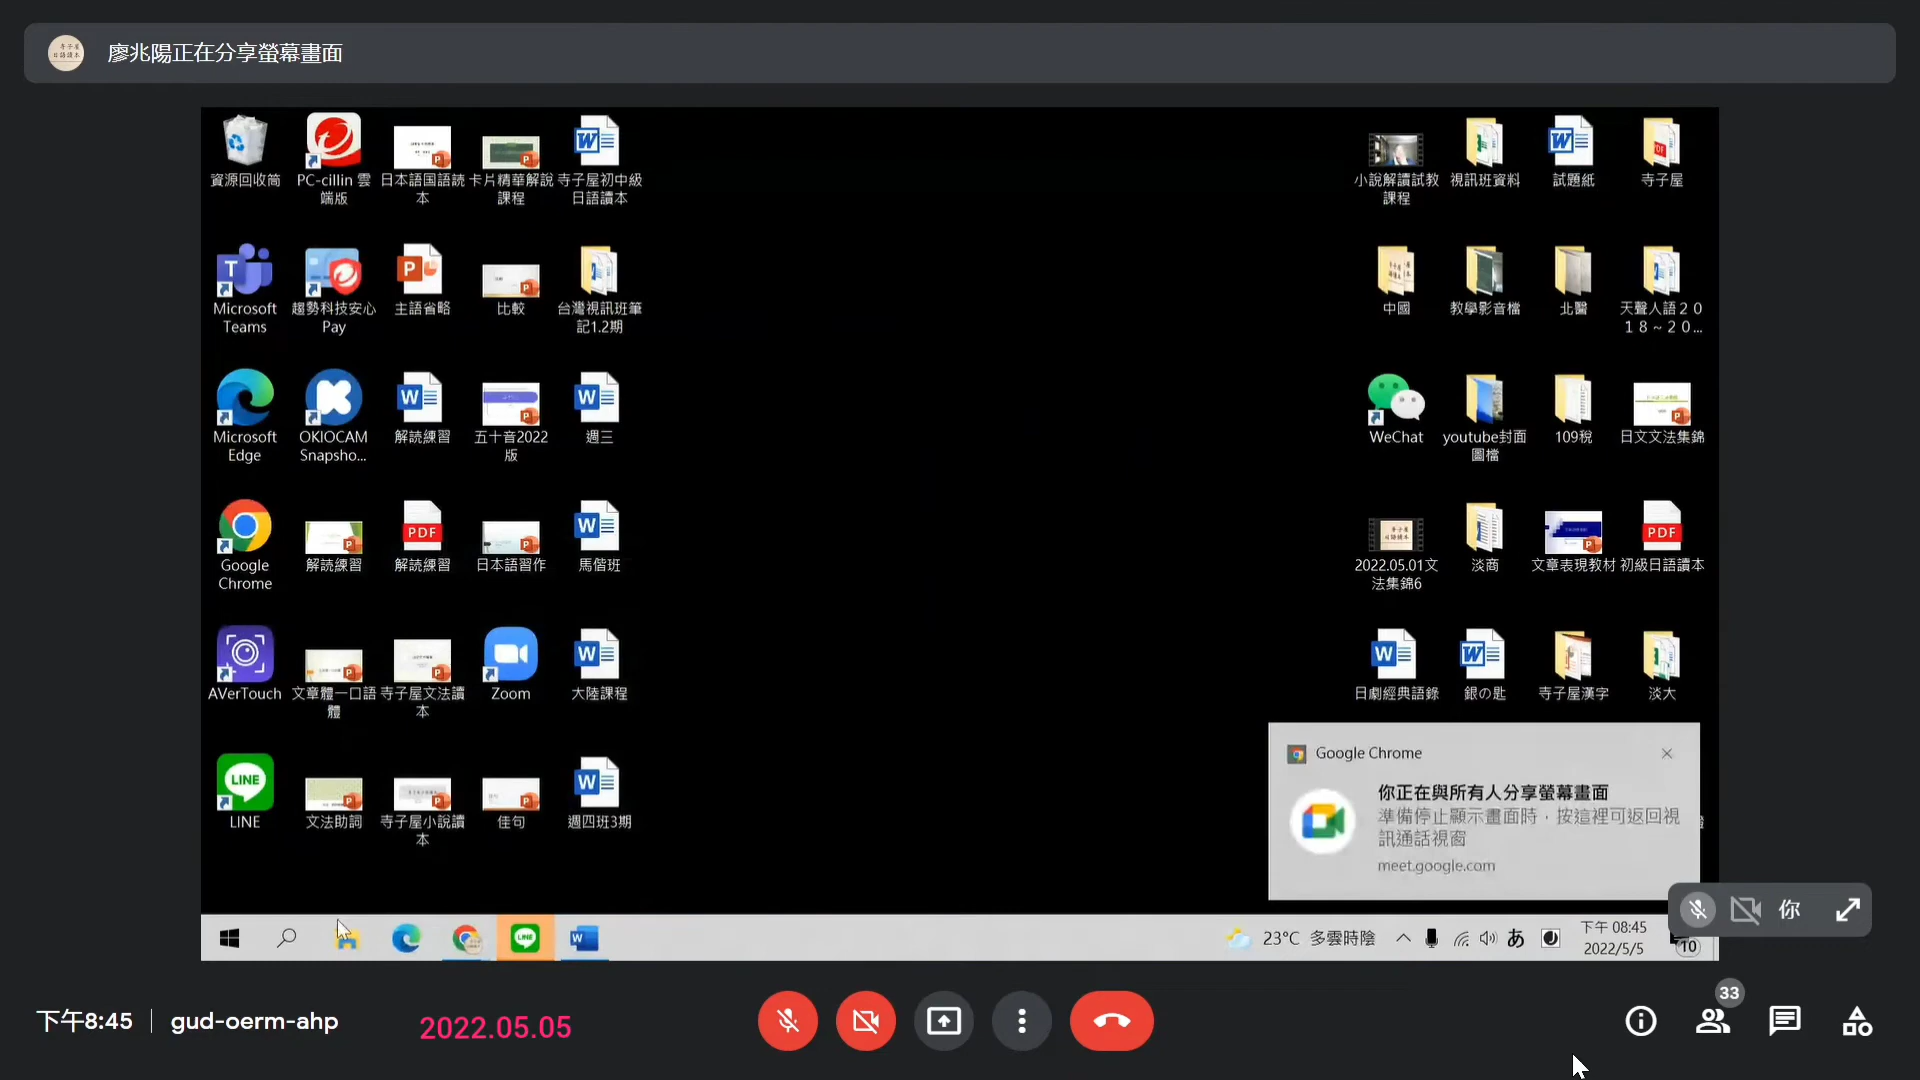 廖兆陽正在分享螢幕畫面
資源回收筒
PC-cillin 雲
端版
日本語国語読
本
卡片精華解說
課程
寺子屋初中級
日語讀本
小說解讀試教
課程
視訊班資料
試題紙
寺子屋
Microsoft
Teams
趨勢科技安心
Pay
主語省略
比較
台灣視訊班筆
記1.2期
中國
教學影音檔
北醫
天聲人語２０
１８～２０...
Microsoft
Edge
OKIOCAM
Snapsho...
解読練習
五十音2022
版
週三
WeChat
youtube封面
圖檔
109稅
日文文法集錦
Google
Chrome
解読練習
PDF
解読練習
日本語習作
馬偕班
2022.05.01文
法集錦6
淡商
文章表現教材
PDF
初級日語讀本
AVerTouch
文章體一口語
體
寺子屋文法讀
本
Zoom
大陸課程
日劇經典語錄
銀の匙
寺子屋漢字
淡大
LINE
LINE
文法助詞
寺子屋小說讀
本
佳句
週四班3期
Google Chrome
你正在與所有人分享螢幕畫面
準備停止顯示畫面時，按這裡可返回視
訊通話視窗
meet.google.com
你
23°C 多雲時陰
あ
下午 08:45
2022/5/5
10
下午8:45
gud-oerm-ahp
2022.05.05
33